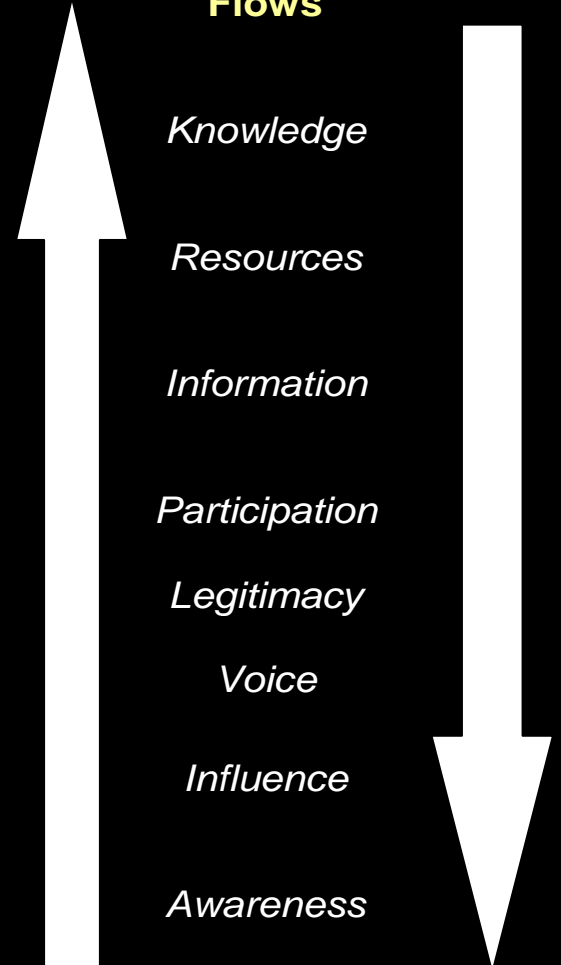 Flows
Knowledge
Resources
Information
Participation
Legitimacy
Voice
Influence
Awareness